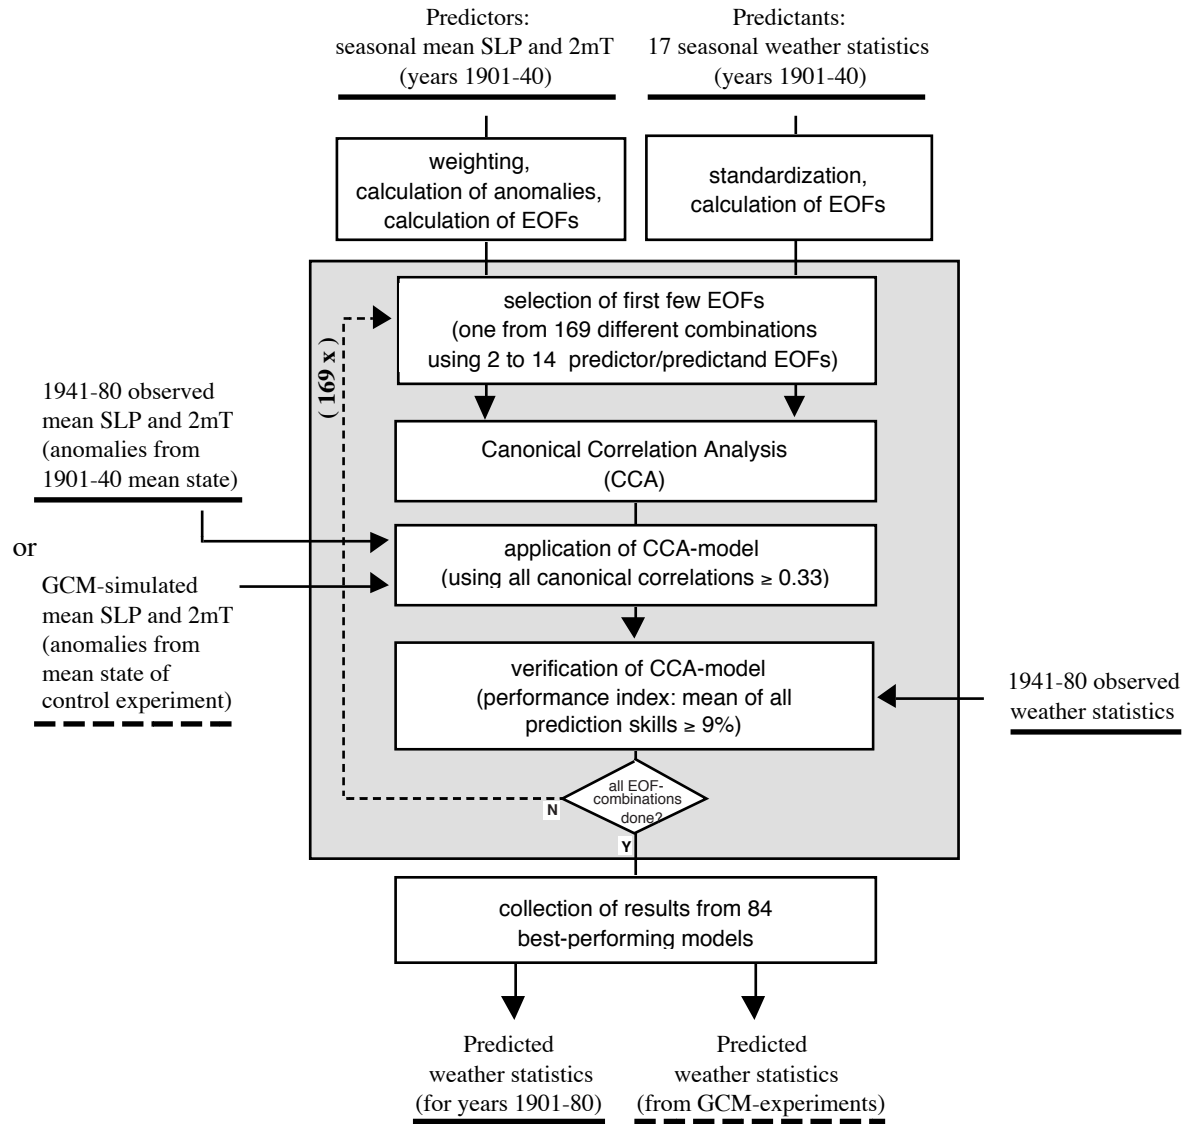 Predictors:
seasonal mean SLP and 2mT
(years 1901-40)
Predictants:
17 seasonal weather statistics
(years 1901-40)
weighting,
calculation of anomalies,
calculation of EOFs
standardization,
calculation of EOFs
selection of first few EOFs
(one from 169 different combinations
using 2 to 14 predictor/predictand EOFs)
( 169 x )
1941-80 observed
mean SLP and 2mT
(anomalies from
1901-40 mean state)
or
GCM-simulated
mean SLP and 2mT
(anomalies from
mean state of
control experiment)
Canonical Correlation Analysis
(CCA)
application of CCA-model
(using all canonical correlations ≥ 0.33)
verification of CCA-model
(performance index: mean of all
prediction skills ≥ 9%)
1941-80 observed
weather statistics
all EOF-
combinations
done?
N
Y
collection of results from 84
best-performing models
Predicted
weather statistics
(for years 1901-80)
Predicted
weather statistics
(from GCM-experiments)